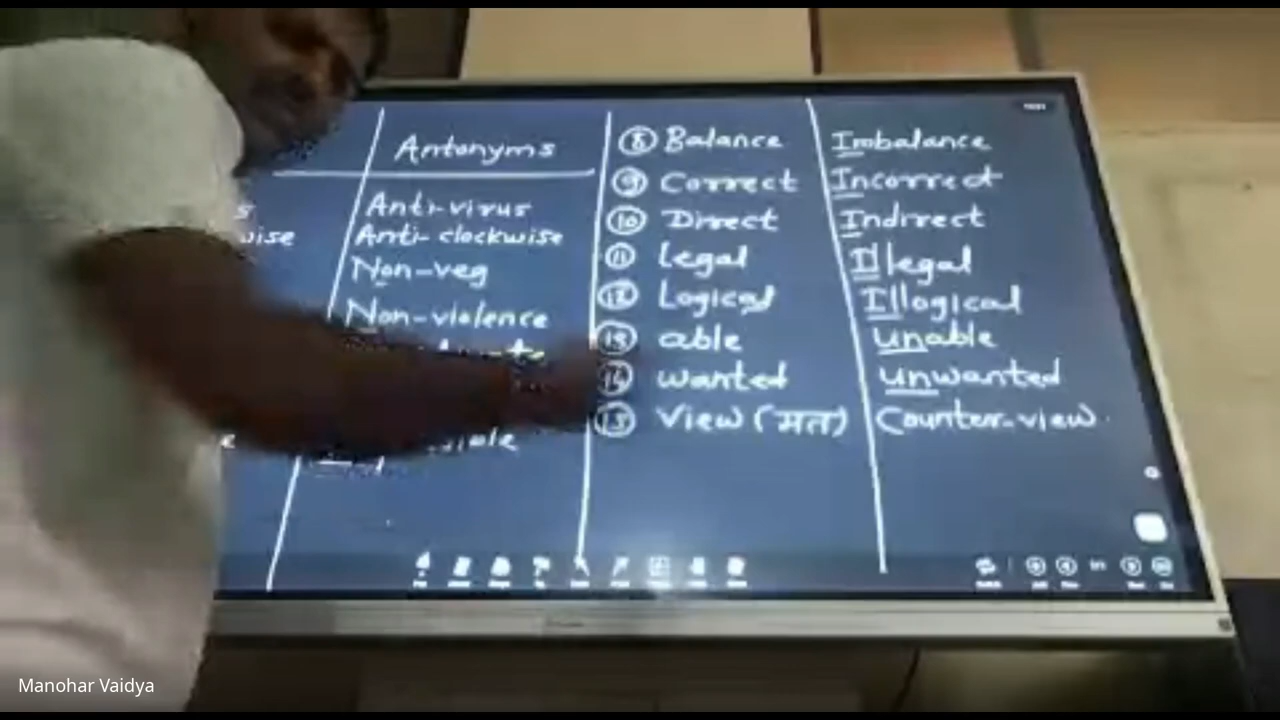 Antonyms
Anti-virus
wise Anti-clockwise
Non-veg
Non-violence
⑧ Balance Imbalance
⑨ Correct Incorrect
⑩ Direct Indirect
⑪ Legal Illegal
⑫ Logical Illogical
⑬ able unable
⑭ wanted unwanted
⑮ View (मत) Counter-view
Manohar Vaidya